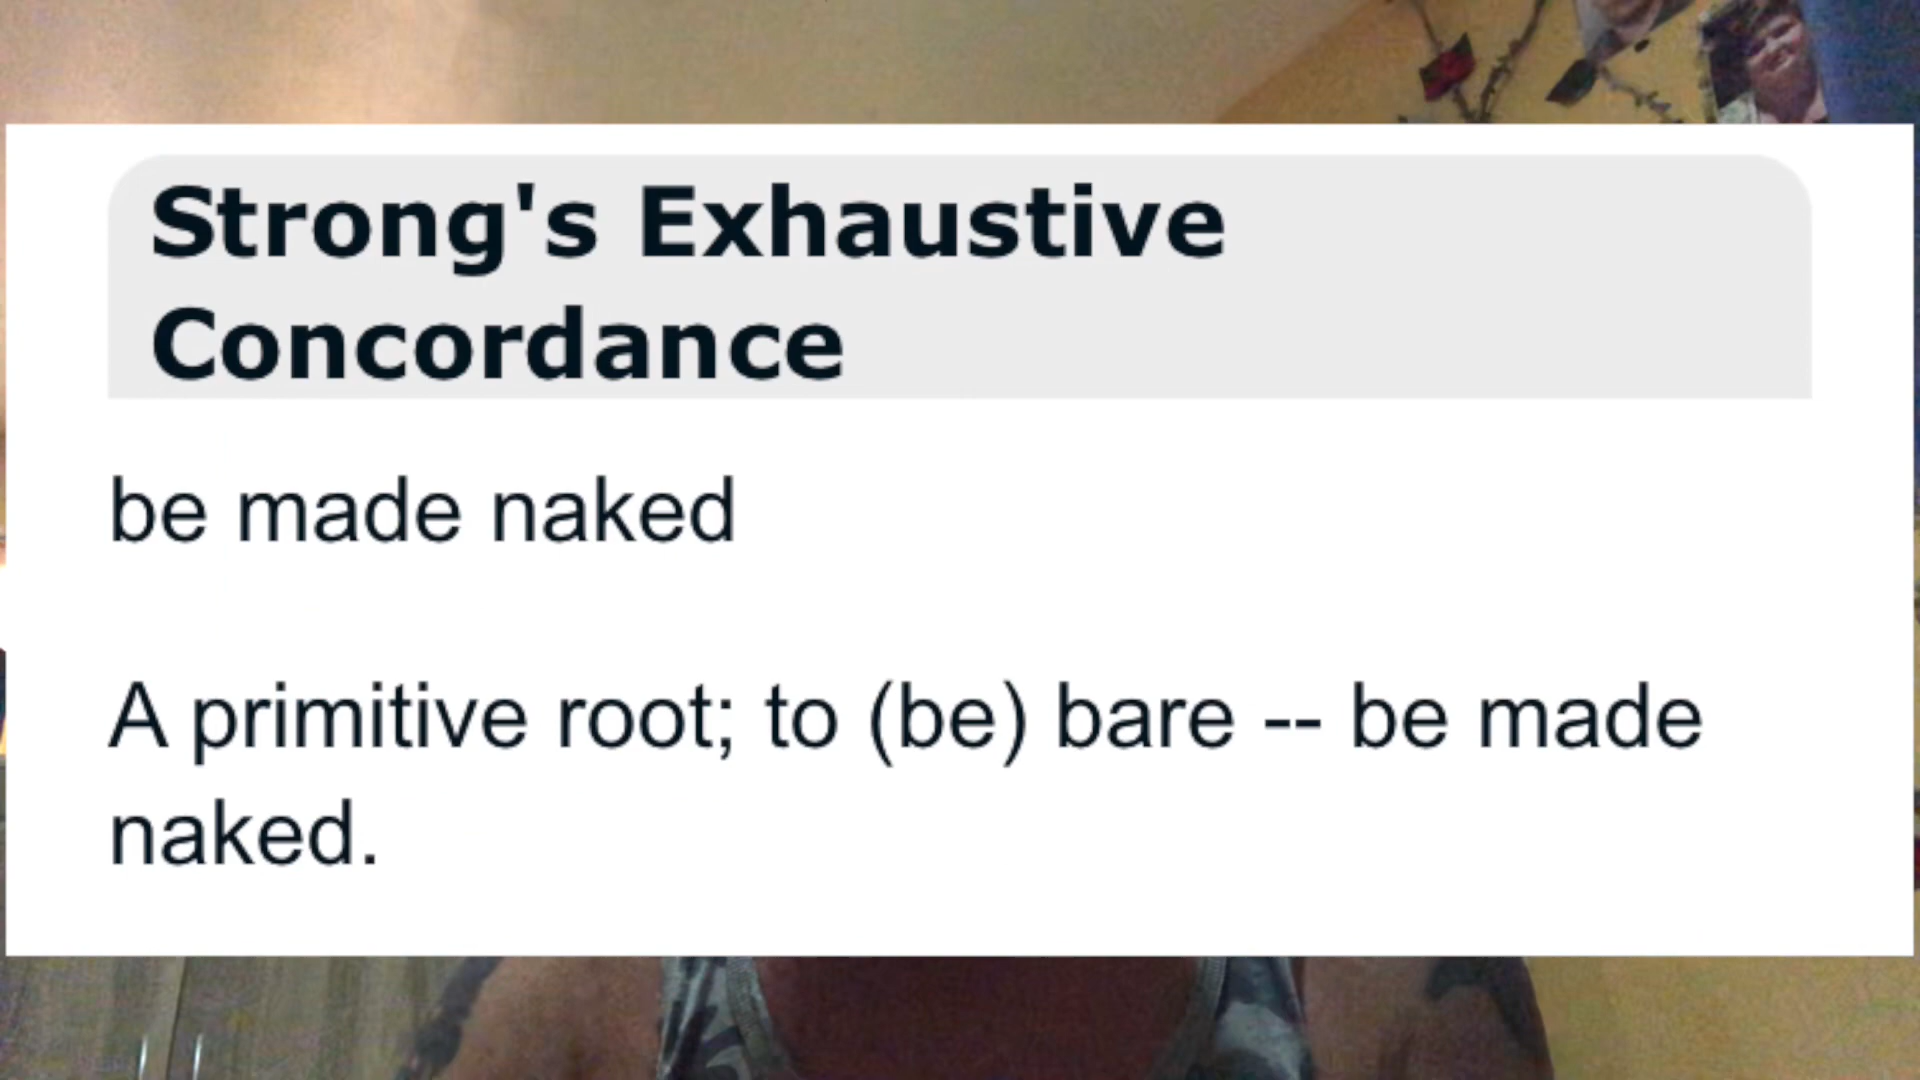 Strong's Exhaustive
Concordance
be made naked
A primitive root; to (be) bare -- be made
naked.